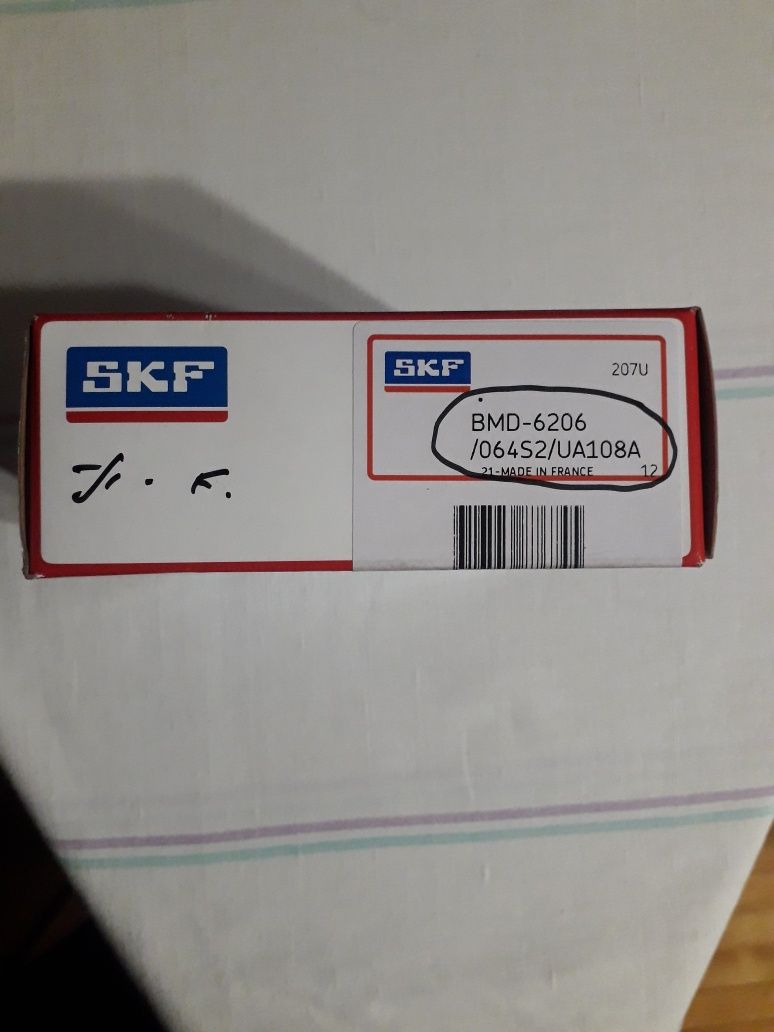 SKF
SKF
207U
BMD-6206
/064S2/UA108A
21-MADE IN FRANCE
12